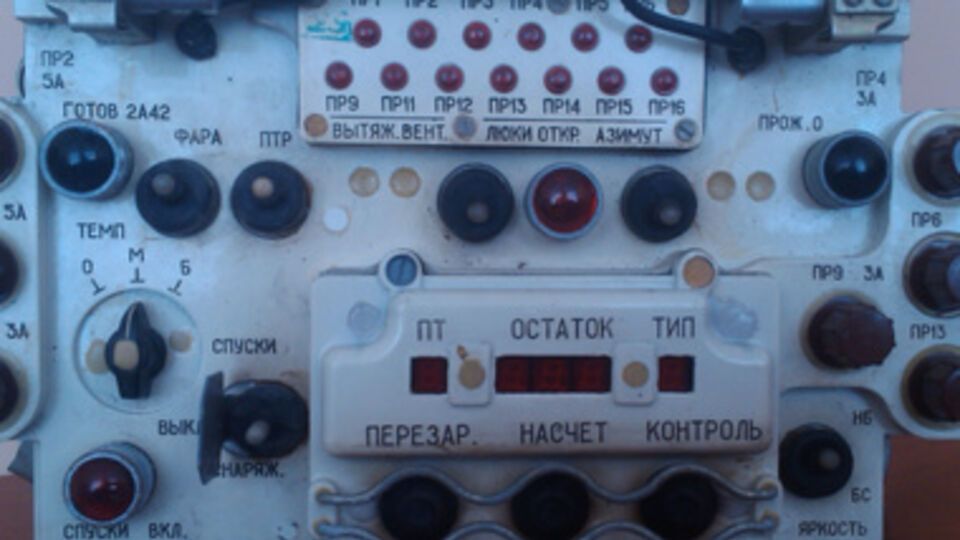 ПР1 ПР2 ПР3 ПР4 ПР5
ПР9 ПР11 ПР12 ПР13 ПР14 ПР15 ПР16
ВЫТЯЖ.ВЕНТ. ЛЮКИ ОТКР. АЗИМУТ
ПР2
5А
ГОТОВ 2А42
ФАРА ПТР
ПР4
3А
ПРОЖ.О
5А
ПР6
ТЕМП
О М Б
ПР9 3А
3А
ПР13
СПУСКИ
ПТ ОСТАТОК ТИП
ВЫКЛ
ПЕРЕЗАР. НАСЧЕТ КОНТРОЛЬ
НБ
СНАРЯЖ.
БС
СПУСКИ ВКЛ.
ЯРКОСТЬ